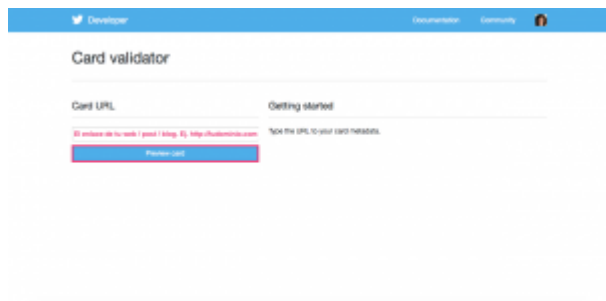 Developer
Documentation Community
Card validator
Card URL
Getting started
El enlace de tu web / post / blog. Ej. http://tudominio.com
Type the URL to your card metadata.
Preview card